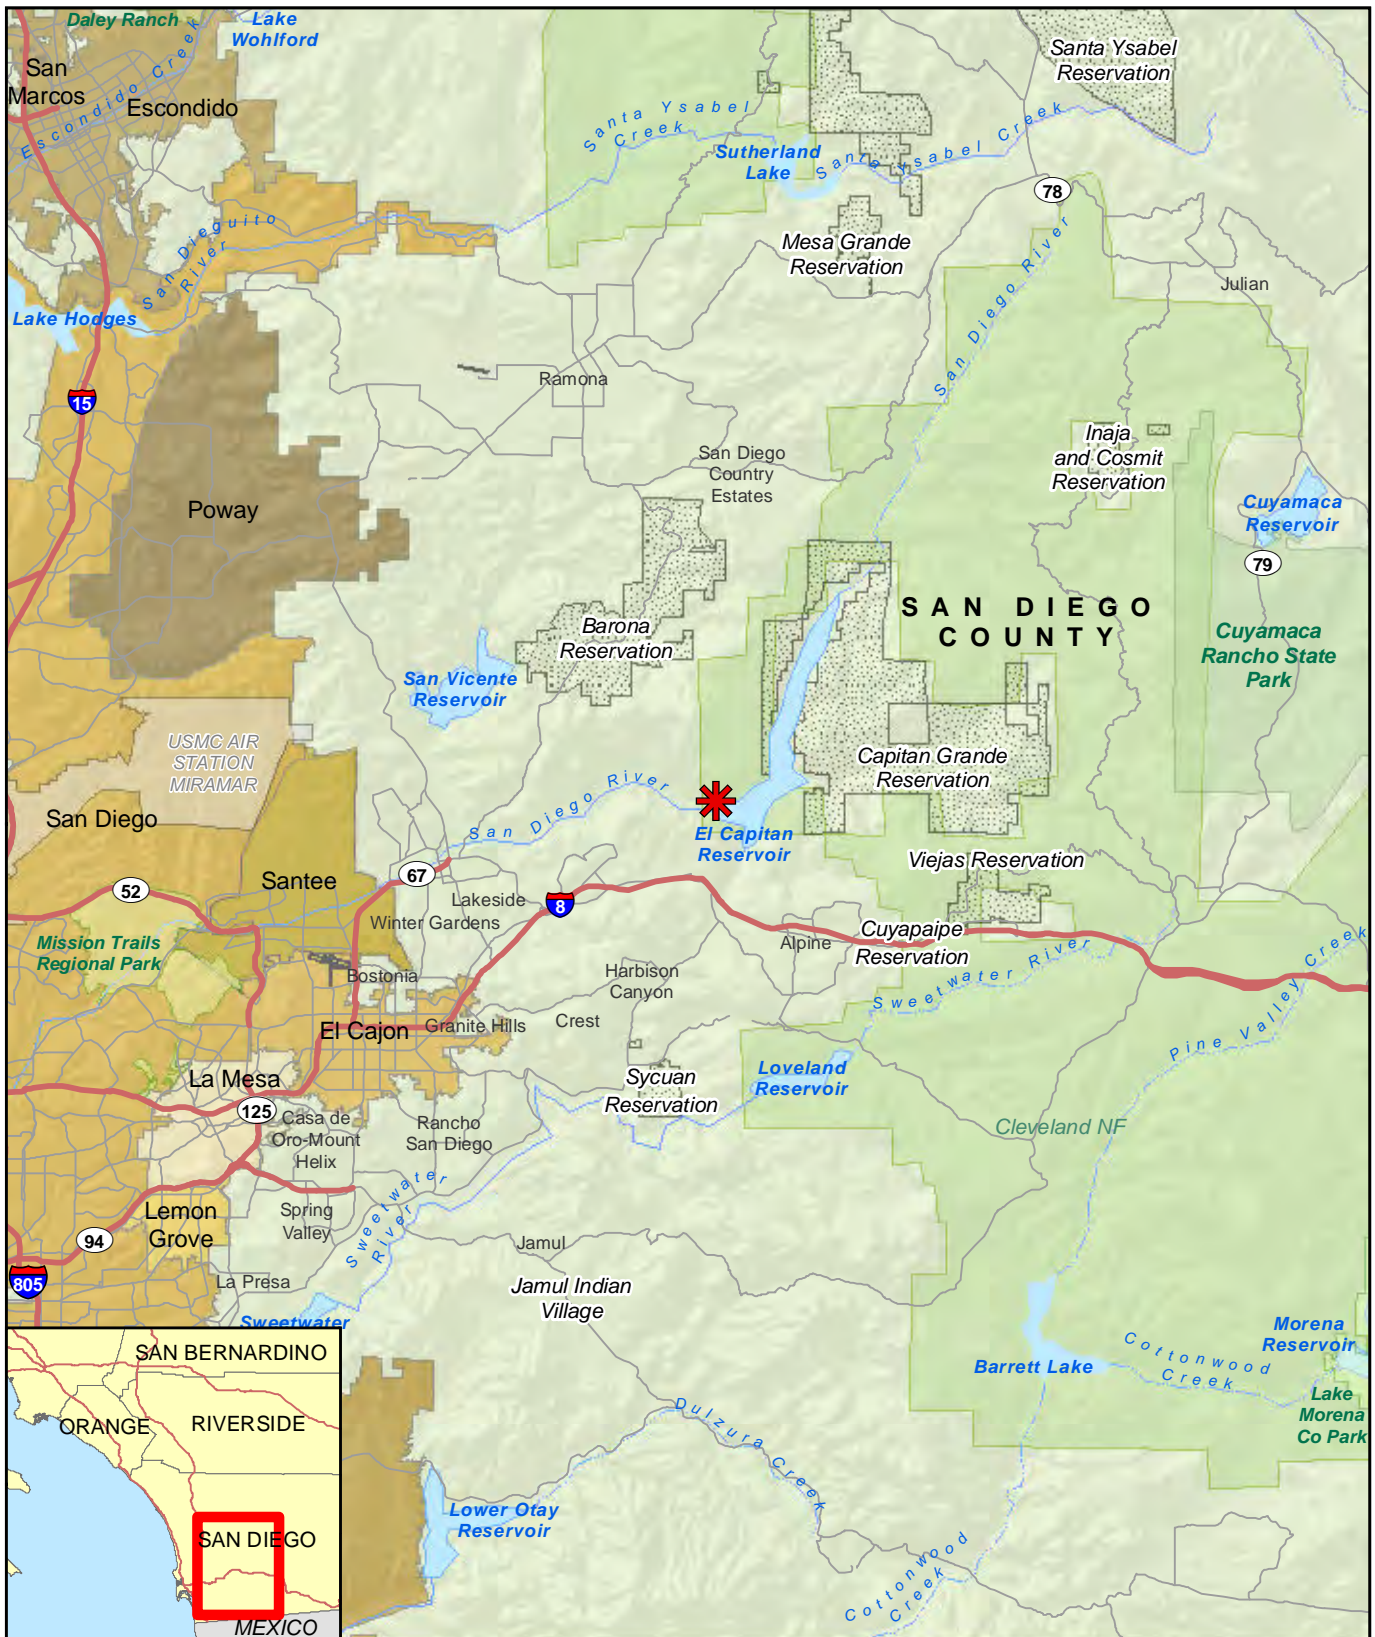 Daley Ranch
Lake
Wohlford
San
Marcos
Escondido
Escondido Creek
Santa Ysabel
Creek
Santa Ysabel
Reservation
Sutherland
Lake
Santa Ysabel Creek
78
San Dieguito
River
Mesa Grande
Reservation
San Diego River
Julian
Lake Hodges
15
Ramona
San Diego
Country
Estates
Inaja
and Cosmit
Reservation
Poway
Cuyamaca
Reservoir
79
SAN DIEGO
COUNTY
Barona
Reservation
Cuyamaca
Rancho State
Park
San Vicente
Reservoir
USMC AIR
STATION
MIRAMAR
Capitan Grande
Reservation
San Diego
San Diego River
El Capitan
Reservoir
Viejas Reservation
67
52
Santee
Lakeside
8
Winter Gardens
Mission Trails
Regional Park
Alpine
Cuyapaipe
Reservation
Bostonia
Harbison
Canyon
Sweetwater River
Pine Valley Creek
El Cajon
Granite Hills
Crest
La Mesa
Sycuan
Reservation
Loveland
Reservoir
125
Casa de
Oro-Mount
Helix
Rancho
San Diego
Cleveland NF
Sweetwater
River
Lemon
Grove
Spring
Valley
94
Jamul
805
La Presa
Jamul Indian
Village
Sweetwater
Morena
Reservoir
Barrett Lake
Cottonwood
Creek
Lake
Morena
Co Park
Dulzura Creek
Lower Otay
Reservoir
Cottonwood
Creek
SAN BERNARDINO
ORANGE
RIVERSIDE
SAN DIEGO
MEXICO